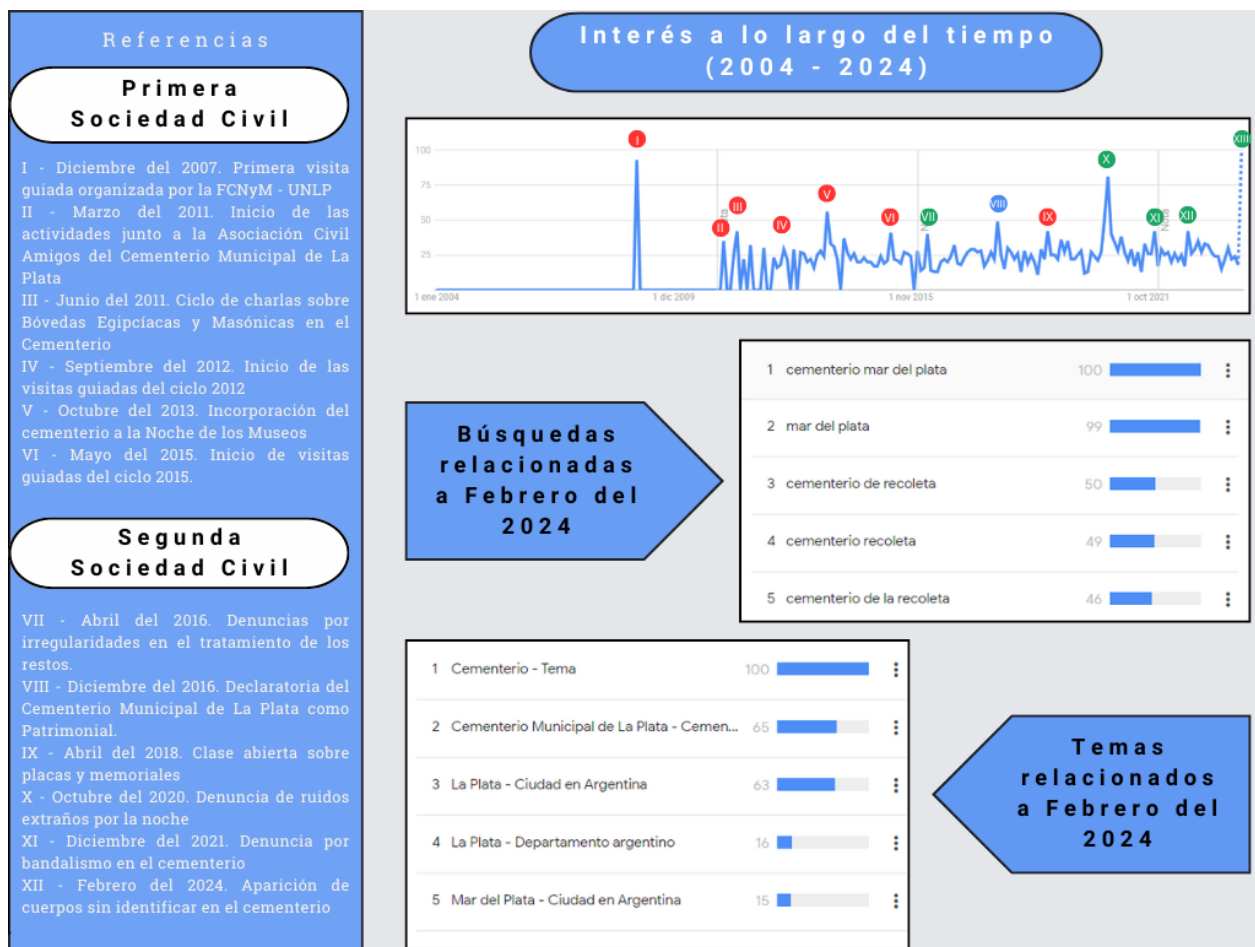 Referencias
Primera
Sociedad Civil
I - Diciembre del 2007. Primera visita
guiada organizada por la FCNyM - UNLP
II - Marzo del 2011. Inicio de las
actividades junto a la Asociación Civil
Amigos del Cementerio Municipal de La
Plata
III - Junio del 2011. Ciclo de charlas sobre
Bóvedas Egipcíacas y Masónicas en el
Cementerio
IV - Septiembre del 2012. Inicio de las
visitas guiadas del ciclo 2012
V - Octubre del 2013. Incorporación del
cementerio a la Noche de los Museos
VI - Mayo del 2015. Inicio de visitas
guiadas del ciclo 2015.
Segunda
Sociedad Civil
VII - Abril del 2016. Denuncias por
irregularidades en el tratamiento de los
restos.
VIII - Diciembre del 2016. Declaratoria del
Cementerio Municipal de La Plata como
Patrimonial.
IX - Abril del 2018. Clase abierta sobre
placas y memoriales
X - Octubre del 2020. Denuncia de ruidos
extraños por la noche
XI - Diciembre del 2021. Denuncia por
bandalismo en el cementerio
XII - Febrero del 2024. Aparición de
cuerpos sin identificar en el cementerio
Interés a lo largo del tiempo
(2004 - 2024)
I
X
XIII
III
V
VIII
II
IV
VI
VII
IX
XI
XII
100
75
50
25
1 ene 2004
1 dic 2009
1 nov 2015
1 oct 2021
Búsquedas
relacionadas
a Febrero del
2024
1 cementerio mar del plata 100
2 mar del plata 99
3 cementerio de recoleta 50
4 cementerio recoleta 49
5 cementerio de la recoleta 46
1 Cementerio - Tema 100
2 Cementerio Municipal de La Plata - Cemen... 65
3 La Plata - Ciudad en Argentina 63
4 La Plata - Departamento argentino 16
5 Mar del Plata - Ciudad en Argentina 15
Temas
relacionados
a Febrero del
2024